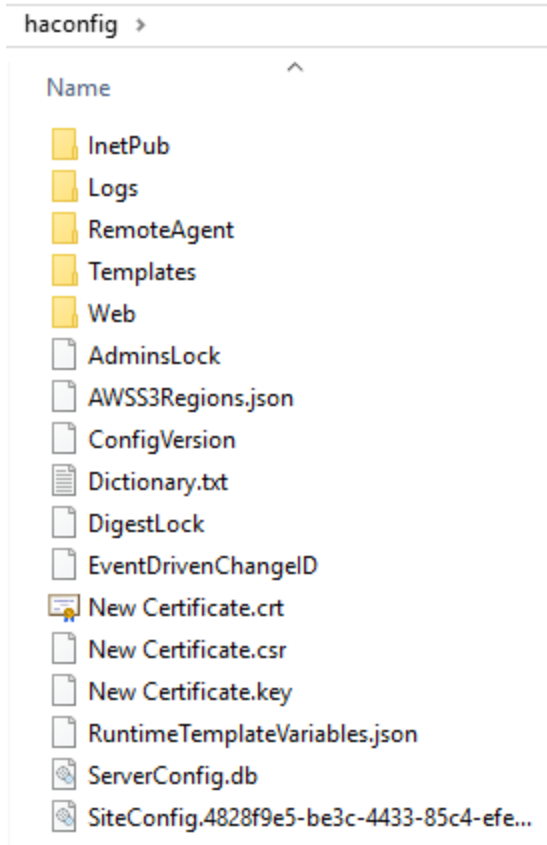 haconfig >
Name
InetPub
Logs
RemoteAgent
Templates
Web
AdminsLock
AWSS3Regions.json
ConfigVersion
Dictionary.txt
DigestLock
EventDrivenChangeID
New Certificate.crt
New Certificate.csr
New Certificate.key
RuntimeTemplateVariables.json
ServerConfig.db
SiteConfig.4828f9e5-be3c-4433-85c4-efe...